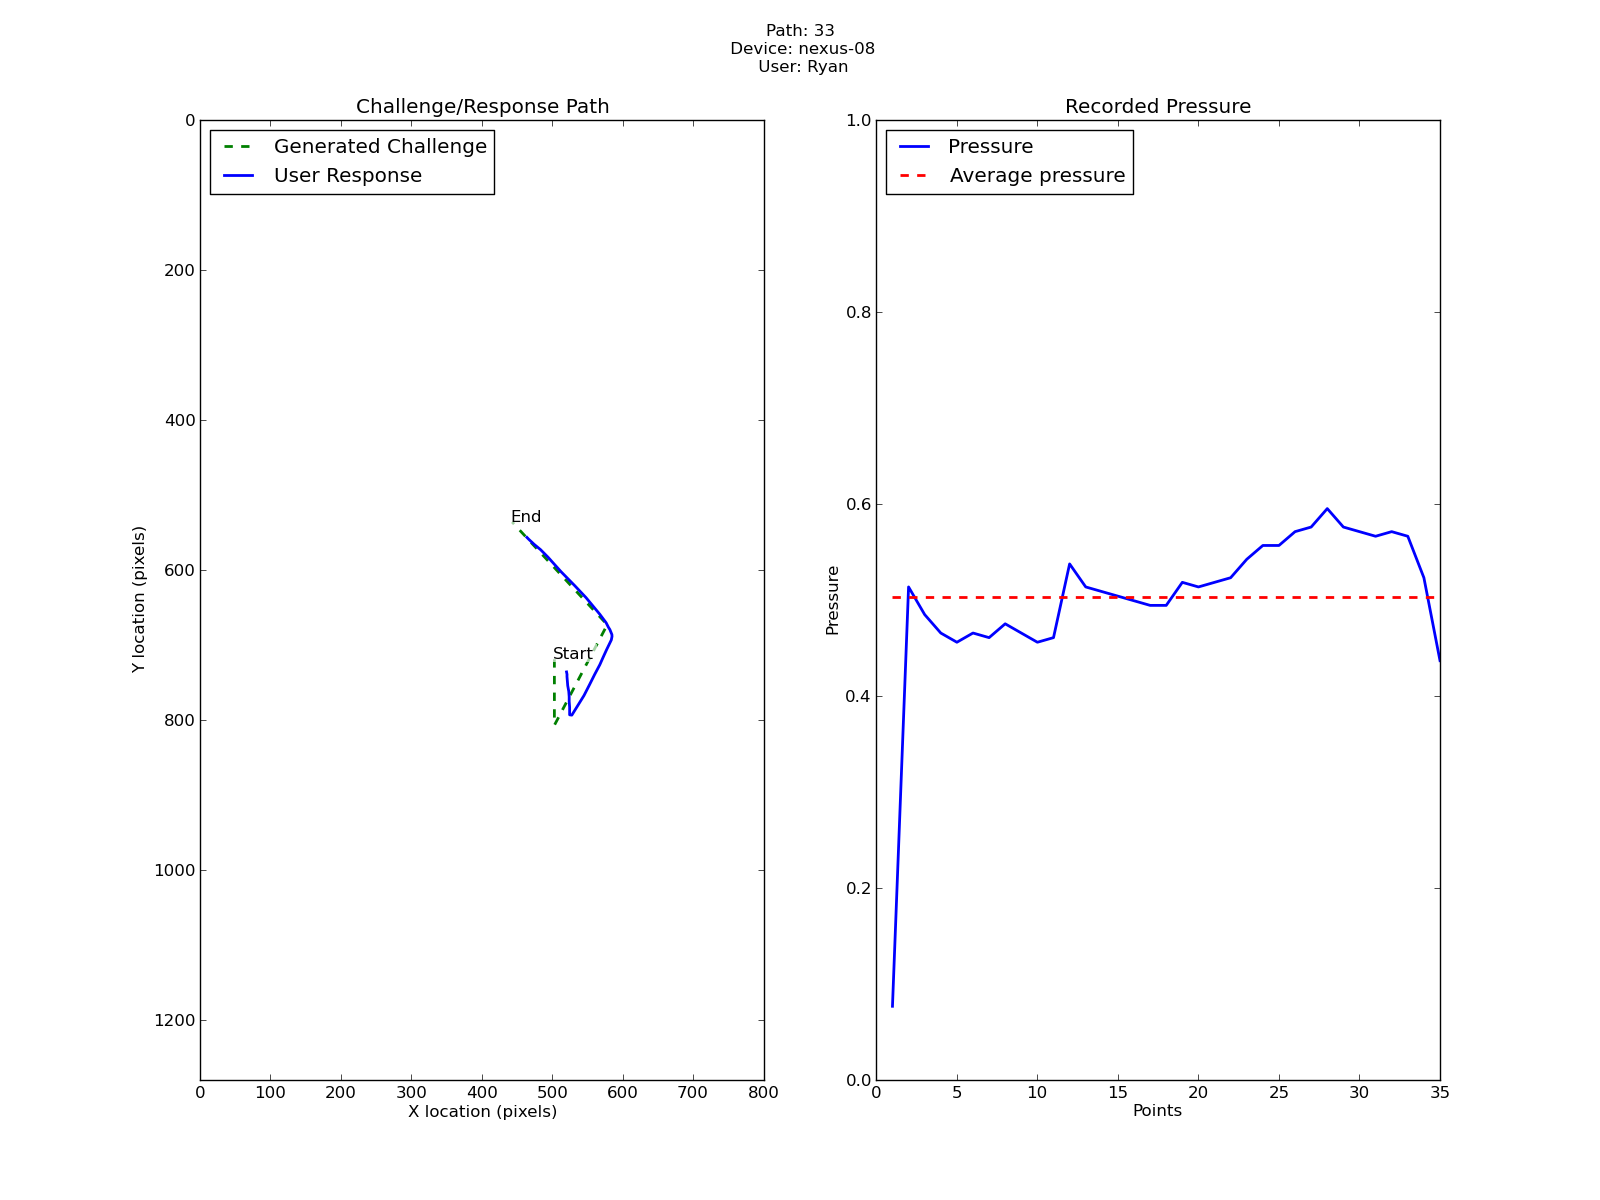 Path: 33
Device: nexus-08
User: Ryan
Challenge/Response Path
Generated Challenge
User Response
0
200
400
600
800
1000
1200
Y location (pixels)
End
Start
0 100 200 300 400 500 600 700 800
X location (pixels)
Recorded Pressure
Pressure
Average pressure
1.0
0.8
0.6
0.4
0.2
0.0
Pressure
0 5 10 15 20 25 30 35
Points